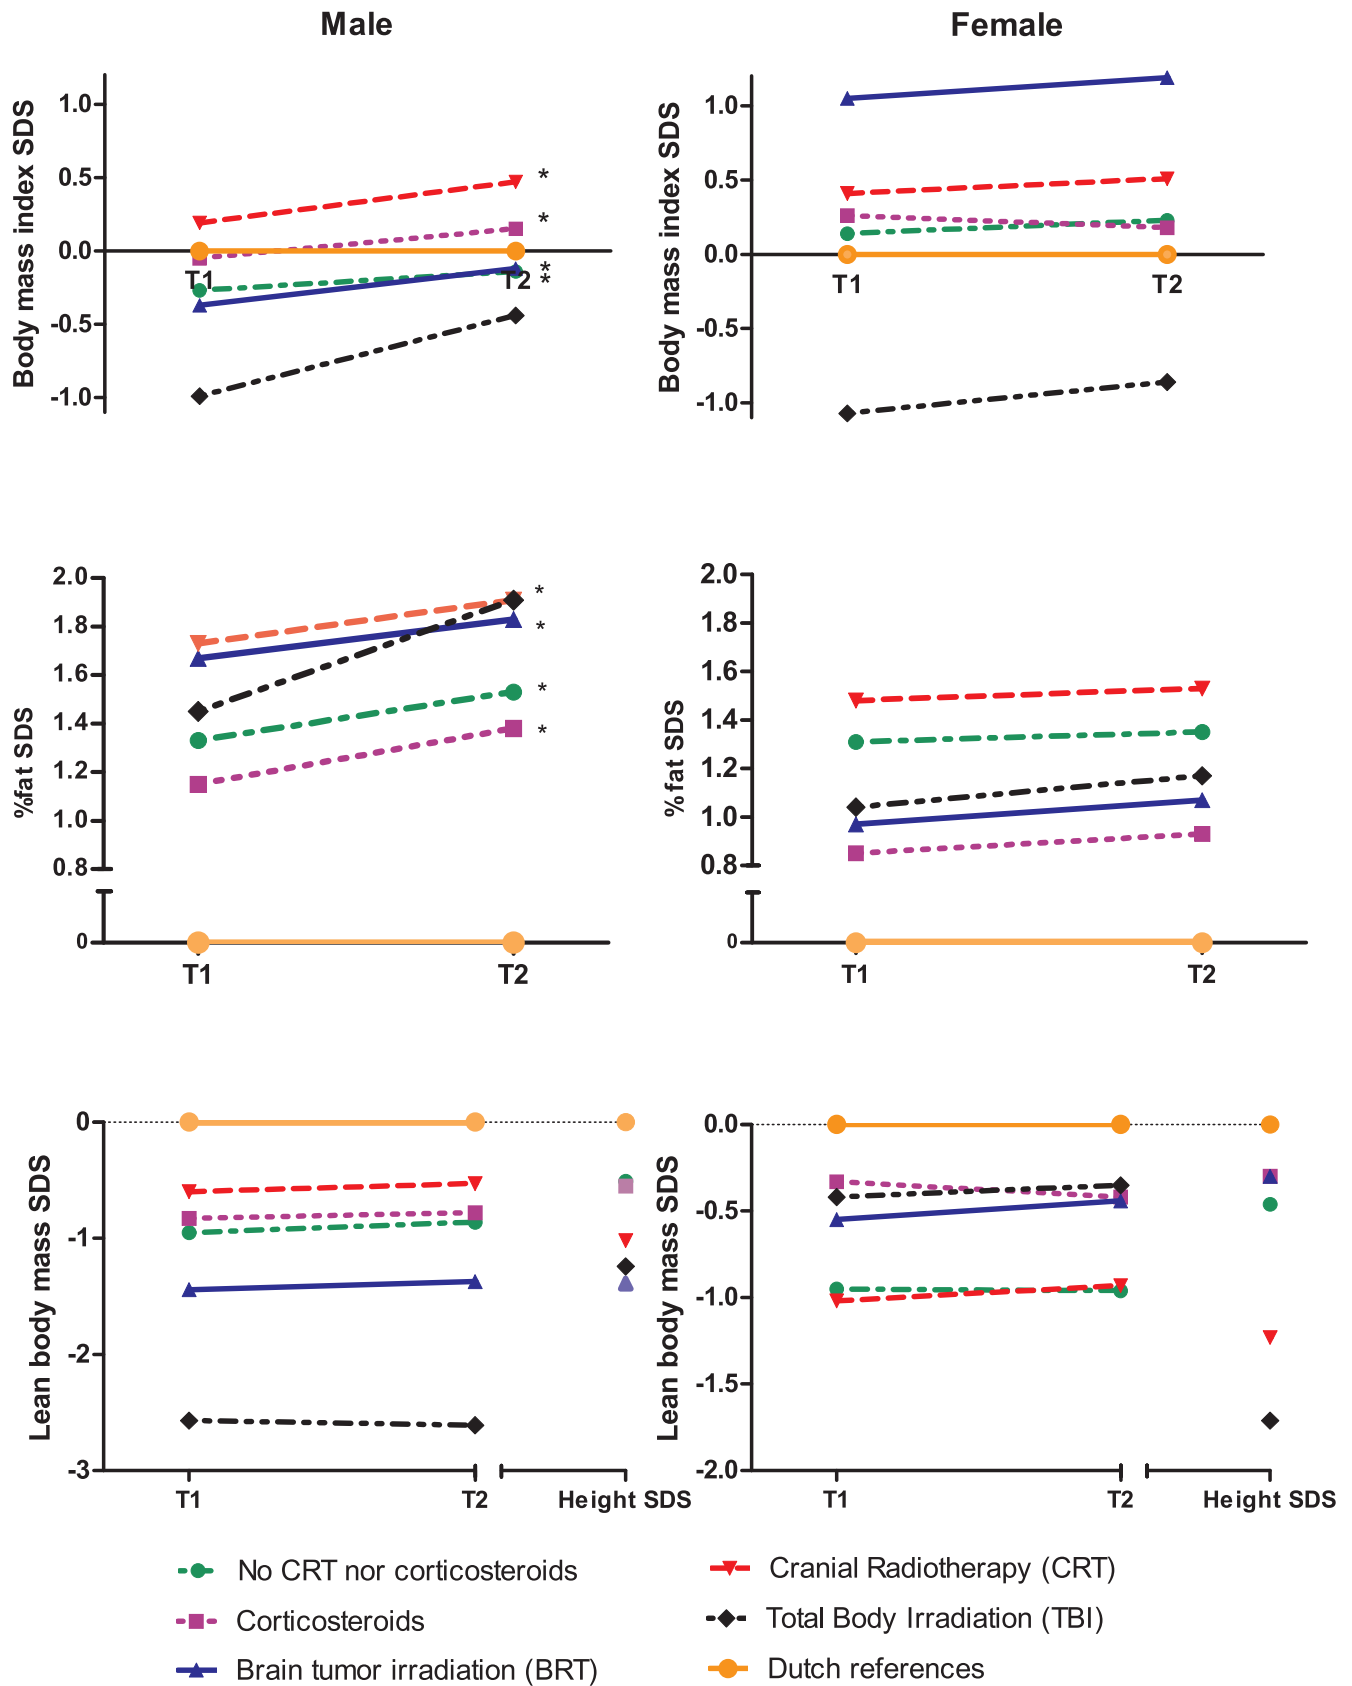 Male
Female
Body mass index SDS
1.0
0.5
0.0
-0.5
-1.0
T1
T2
*
*
*
*
Body mass index SDS
1.0
0.5
0.0
-0.5
-1.0
T1
T2
%fat SDS
2.0
1.8
1.6
1.4
1.2
1.0
0.8
0
T1
T2
*
*
*
*
%fat SDS
2.0
1.8
1.6
1.4
1.2
1.0
0.8
0
T1
T2
Lean body mass SDS
0
-1
-2
-3
T1
T2
Height SDS
Lean body mass SDS
0.0
-0.5
-1.0
-1.5
-2.0
T1
T2
Height SDS
No CRT nor corticosteroids
Corticosteroids
Brain tumor irradiation (BRT)
Cranial Radiotherapy (CRT)
Total Body Irradiation (TBI)
Dutch references